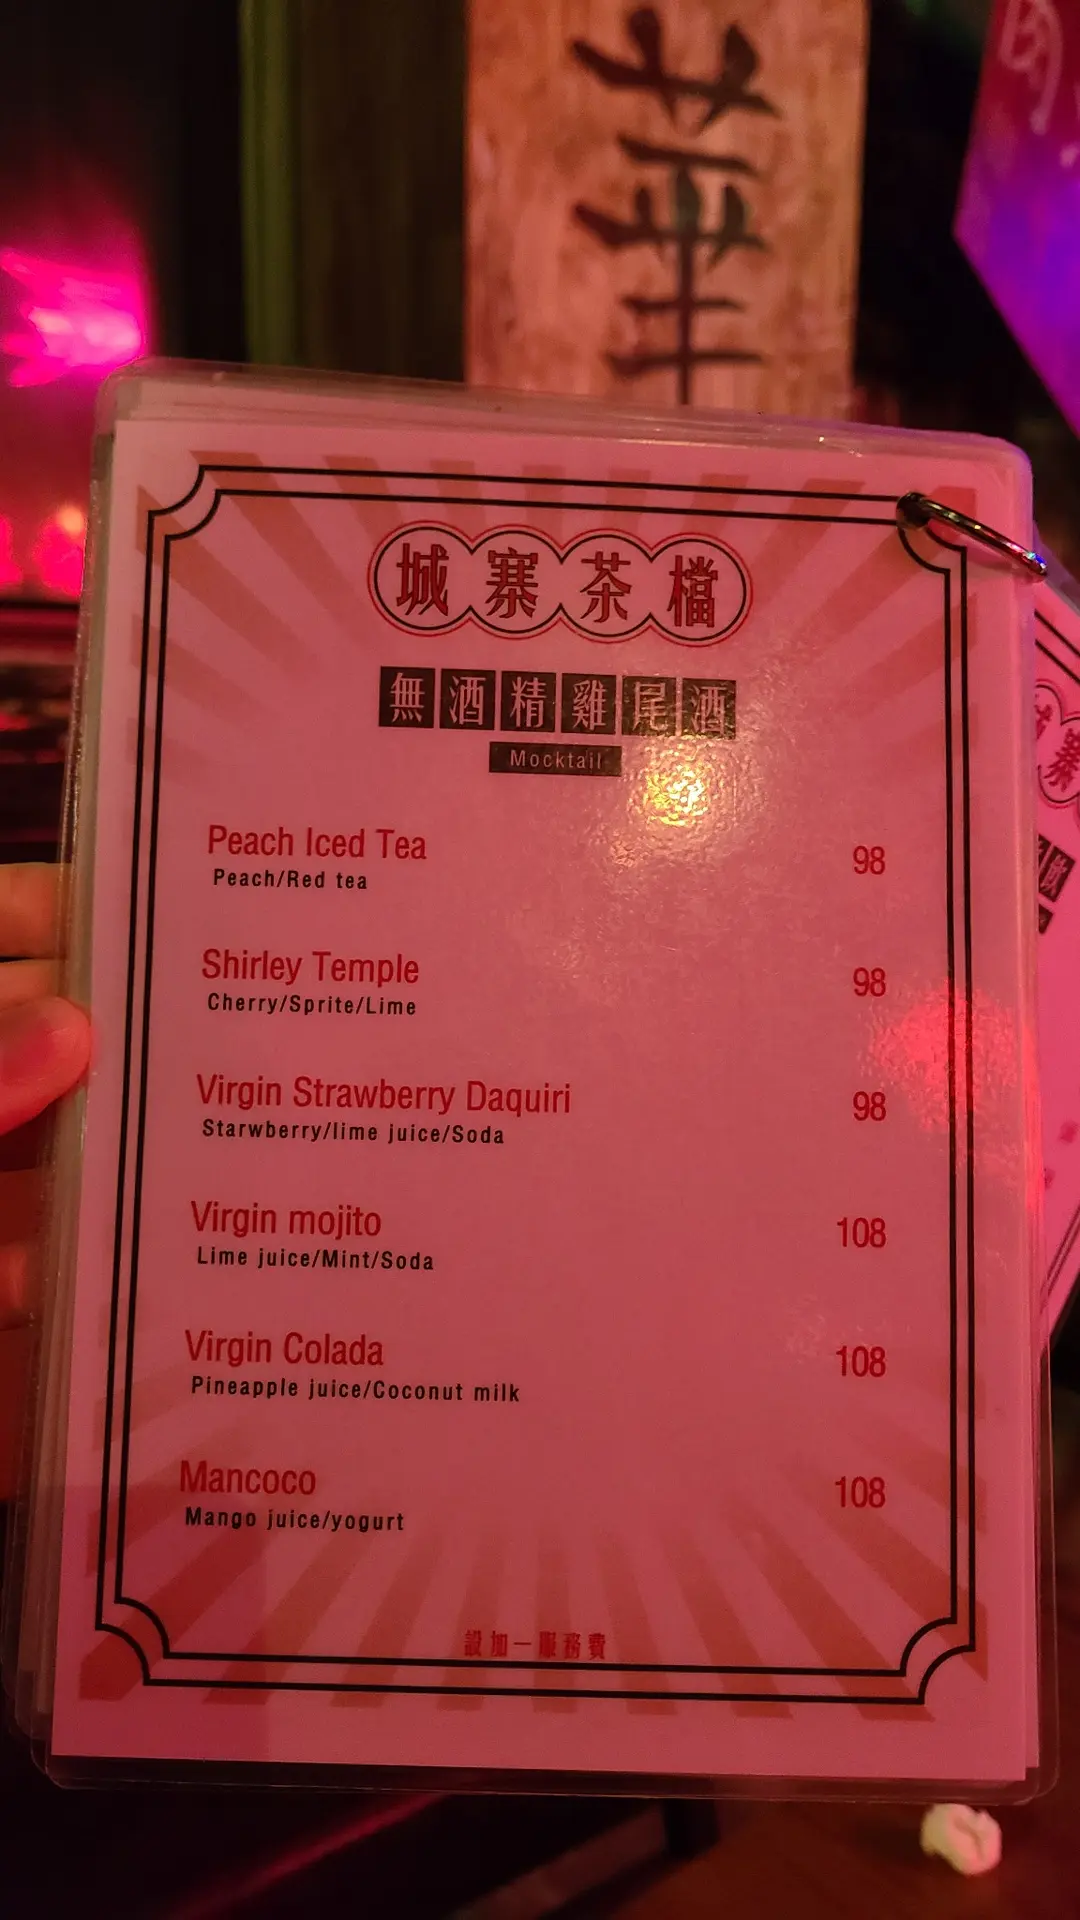 華
城寨茶檔
無酒精雞尾酒
Mocktail
Peach Iced Tea 98
Peach/Red tea
Shirley Temple 98
Cherry/Sprite/Lime
Virgin Strawberry Daquiri 98
Starwberry/lime juice/Soda
Virgin mojito 108
Lime juice/Mint/Soda
Virgin Colada 108
Pineapple juice/Coconut milk
Mancoco 108
Mango juice/yogurt
設加一服務費